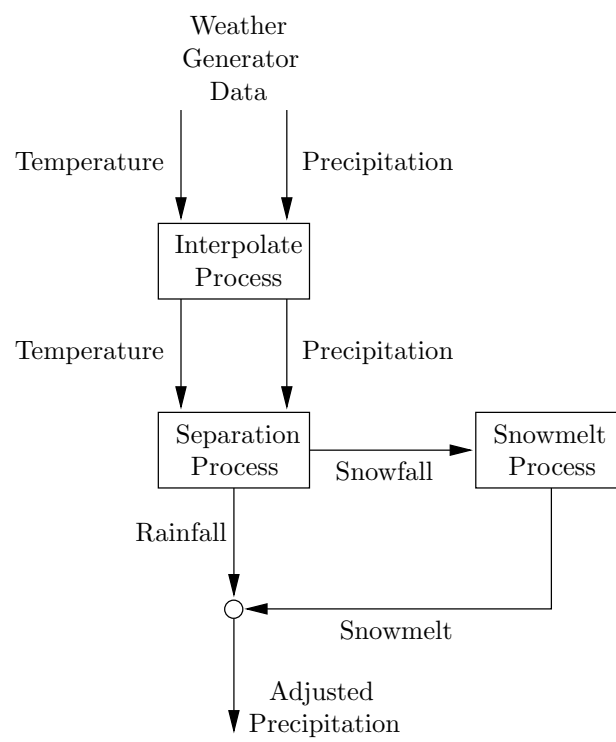 Weather
Generator
Data
Temperature
Precipitation
Interpolate
Process
Temperature
Precipitation
Separation
Process
Snowfall
Snowmelt
Process
Rainfall
Snowmelt
Adjusted
Precipitation